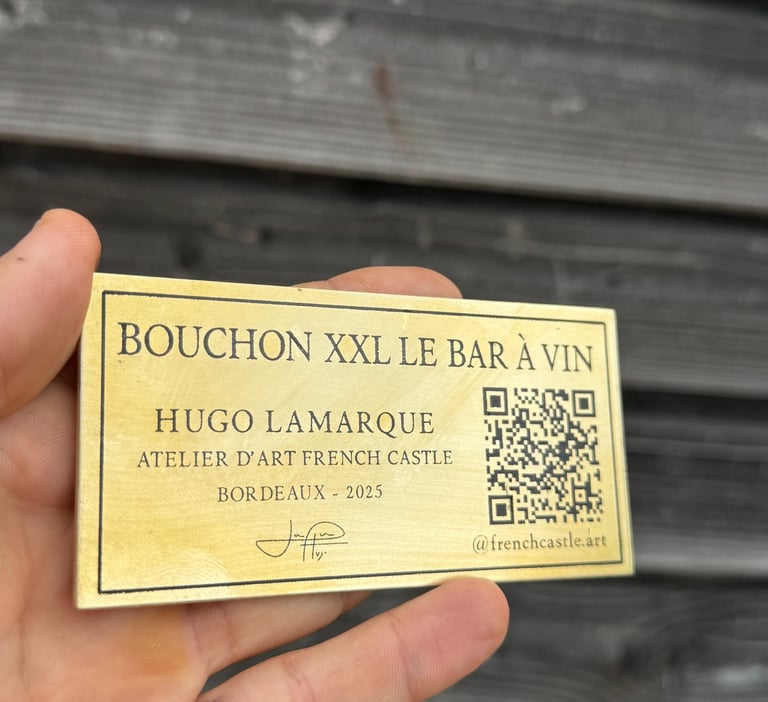 BOUCHON XXL LE BAR À VIN
HUGO LAMARQUE
ATELIER D'ART FRENCH CASTLE
BORDEAUX - 2025
@frenchcastle.art